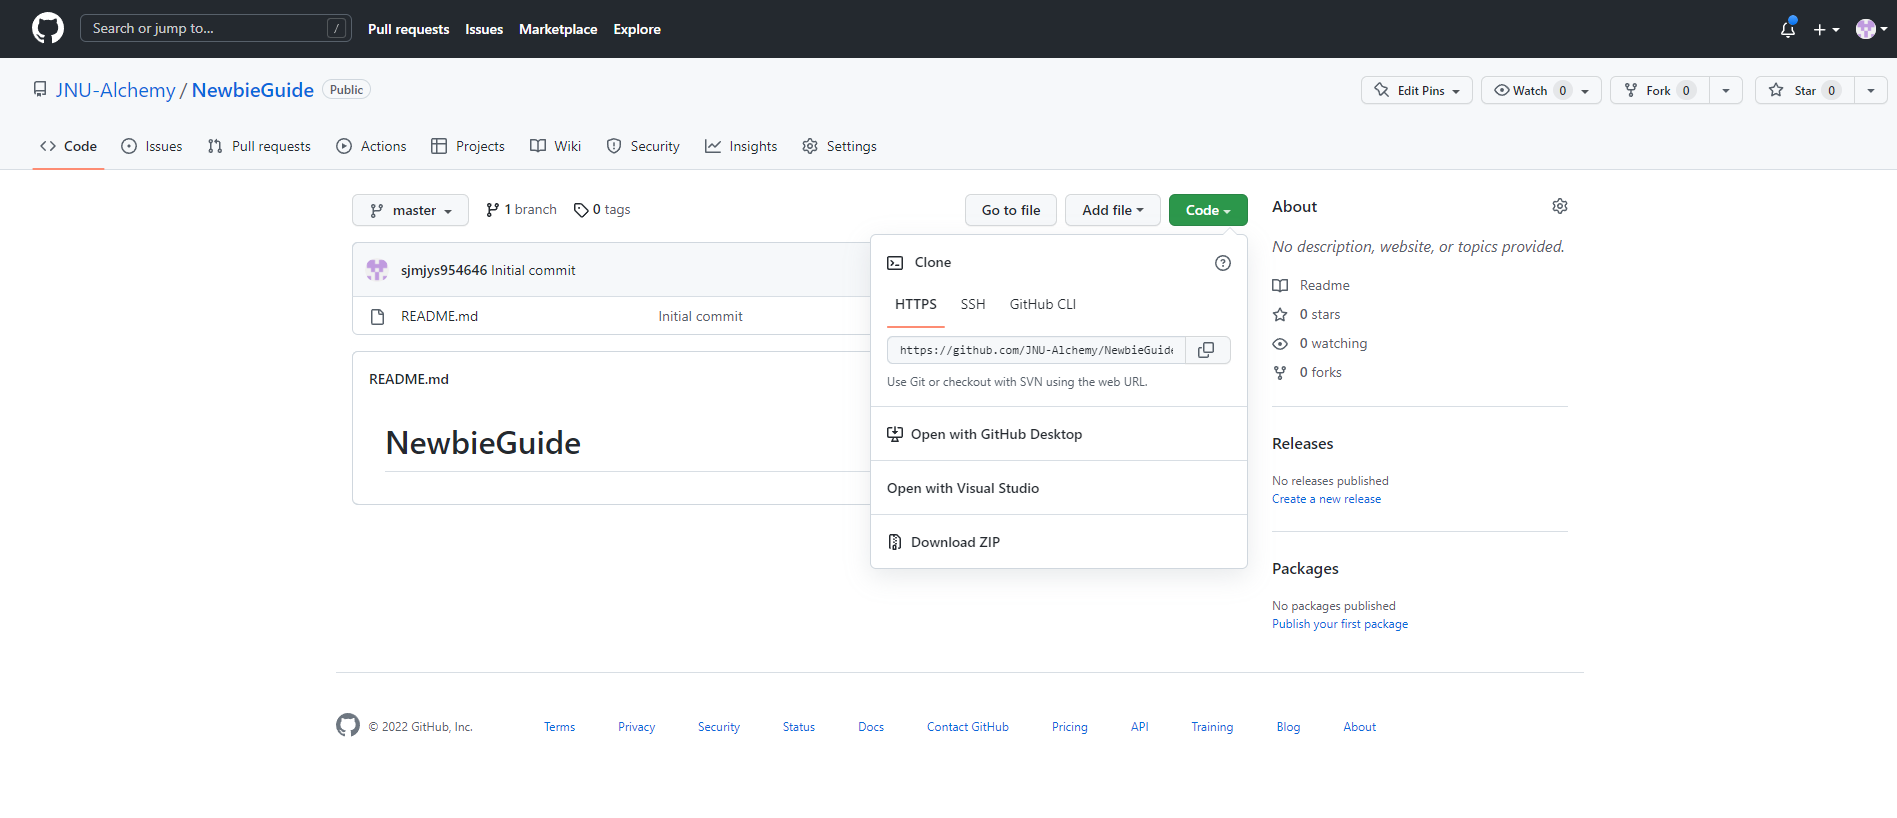 Search or jump to... / Pull requests Issues Marketplace Explore
JNU-Alchemy / NewbieGuide Public Edit Pins Watch 0 Fork 0 Star 0
Code Issues Pull requests Actions Projects Wiki Security Insights Settings
master 1 branch 0 tags Go to file Add file Code
sjmjys954646 Initial commit
README.md Initial commit
README.md
NewbieGuide
Clone
HTTPS SSH GitHub CLI
https://github.com/JNU-Alchemy/NewbieGuide
Use Git or checkout with SVN using the web URL.
Open with GitHub Desktop
Open with Visual Studio
Download ZIP
About
No description, website, or topics provided.
Readme
0 stars
0 watching
0 forks
Releases
No releases published
Create a new release
Packages
No packages published
Publish your first package
© 2022 GitHub, Inc. Terms Privacy Security Status Docs Contact GitHub Pricing API Training Blog About